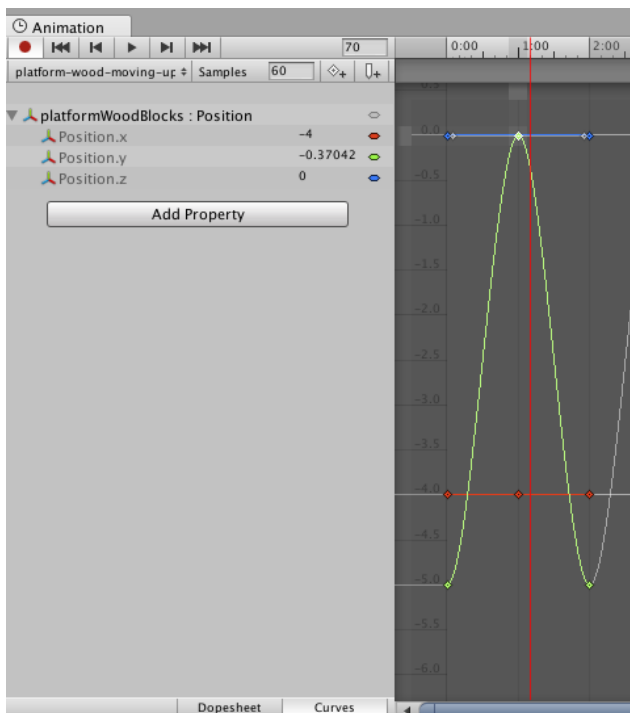 Animation
70
0:00
1:00
2:00
platform-wood-moving-up
Samples
60
-0.5
platformWoodBlocks : Position
Position.x
-4
0.0
Position.y
-0.37042
Position.z
0
-0.5
Add Property
-1.0
-1.5
-2.0
-2.5
-3.0
-3.5
-4.0
-4.5
-5.0
-5.5
-6.0
Dopesheet
Curves